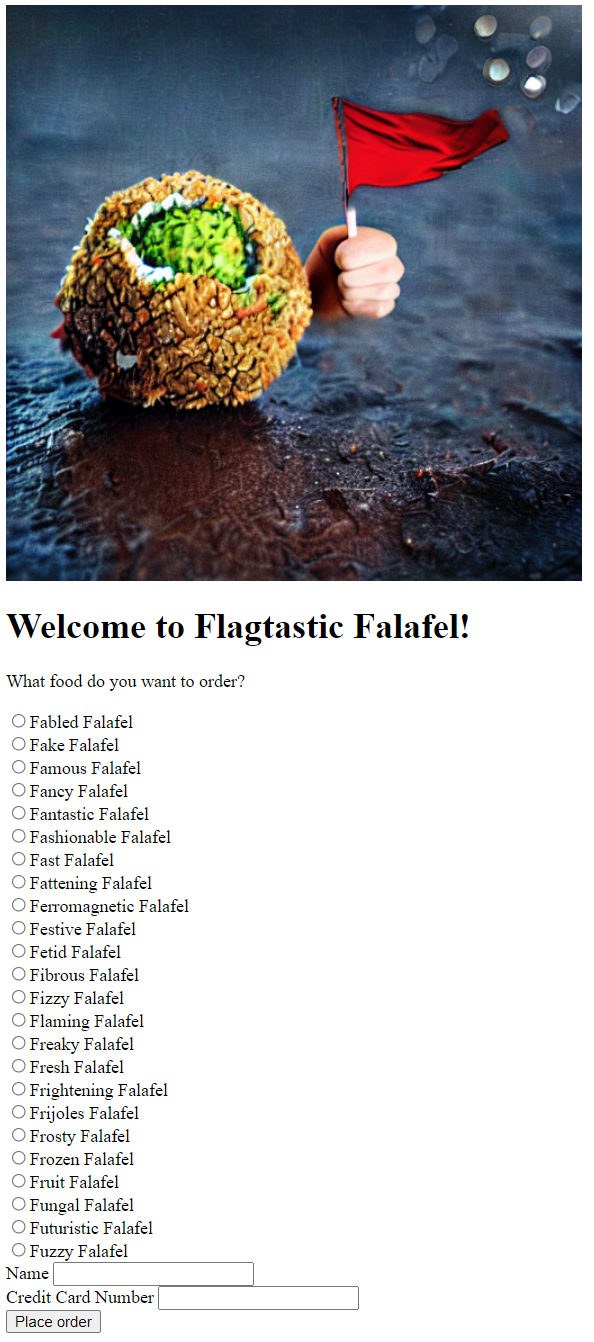 Welcome to Flagtastic Falafel!
What food do you want to order?
Fabled Falafel
Fake Falafel
Famous Falafel
Fancy Falafel
Fantastic Falafel
Fashionable Falafel
Fast Falafel
Fattening Falafel
Ferromagnetic Falafel
Festive Falafel
Fetid Falafel
Fibrous Falafel
Fizzy Falafel
Flaming Falafel
Freaky Falafel
Fresh Falafel
Frightening Falafel
Frijoles Falafel
Frosty Falafel
Frozen Falafel
Fruit Falafel
Fungal Falafel
Futuristic Falafel
Fuzzy Falafel
Name
Credit Card Number
Place order